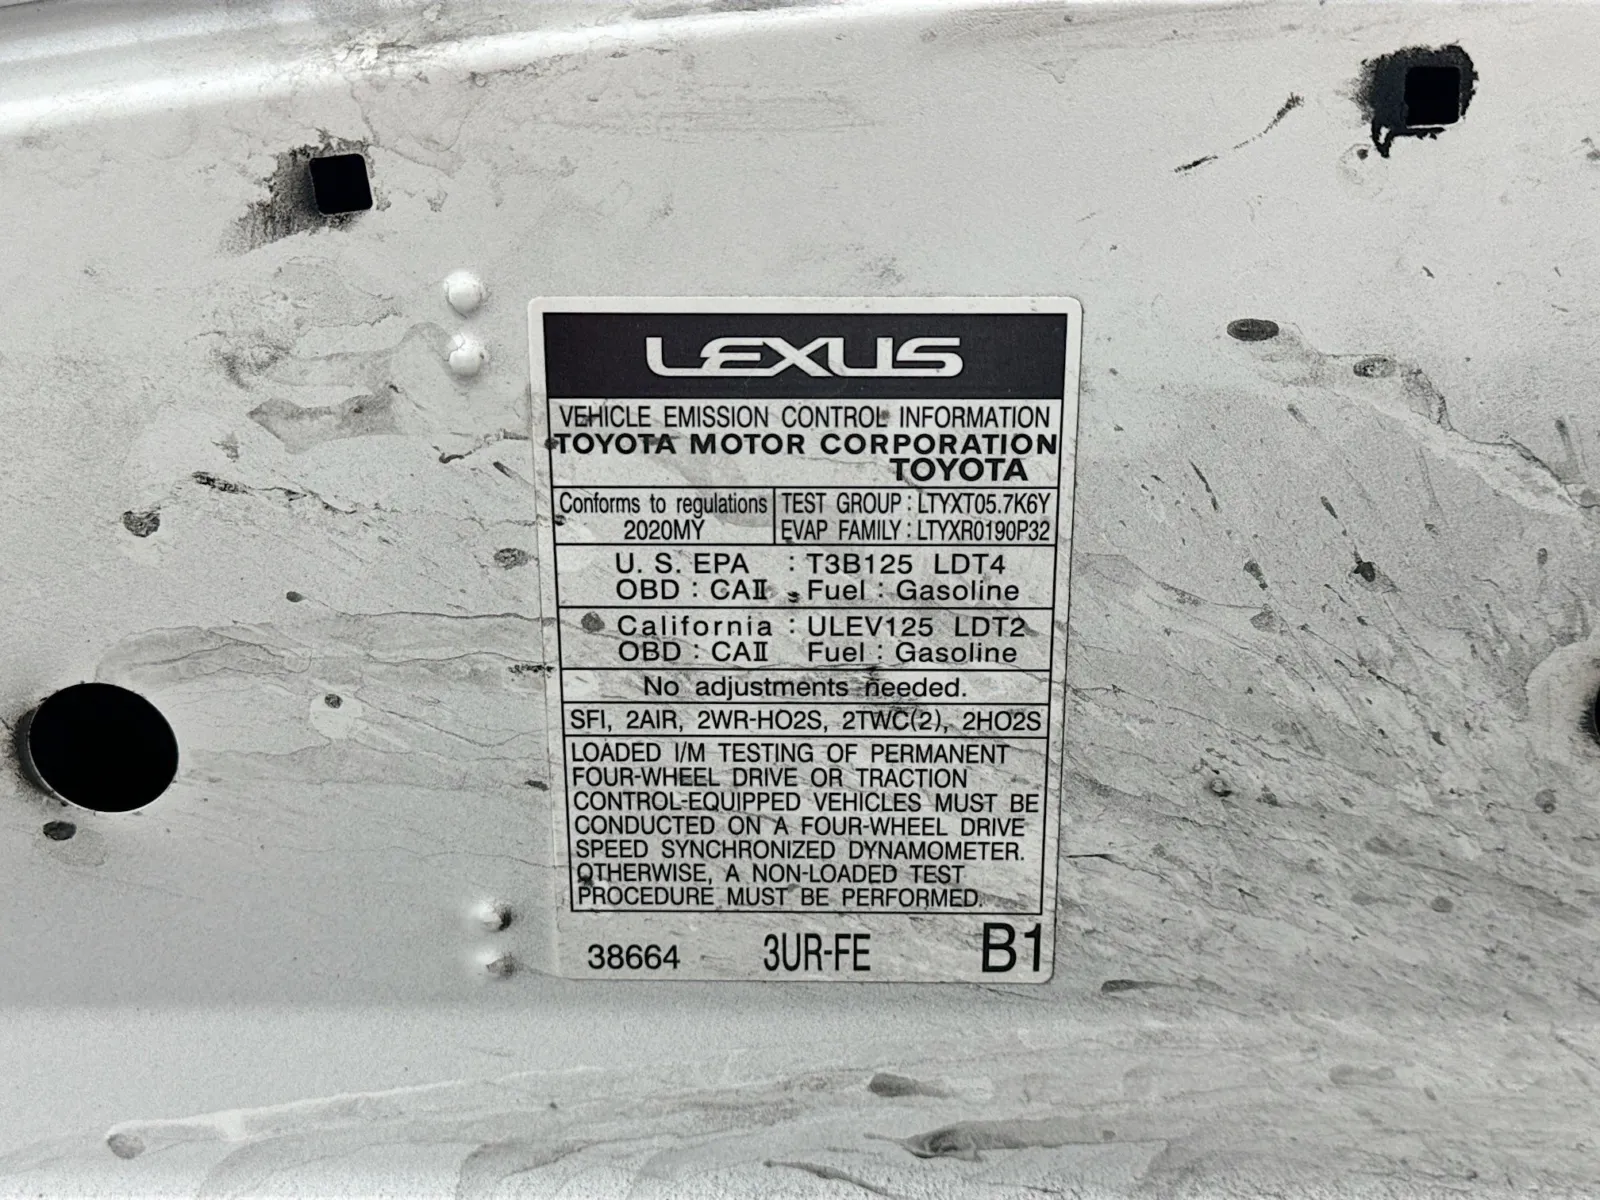 LEXUS
VEHICLE EMISSION CONTROL INFORMATION
TOYOTA MOTOR CORPORATION
TOYOTA
Conforms to regulations
2020MY
TEST GROUP : LTYXT05.7K6Y
EVAP FAMILY : LTYXR0190P32
U. S. EPA : T3B125 LDT4
OBD : CAⅡ Fuel : Gasoline
California : ULEV125 LDT2
OBD : CAⅡ Fuel : Gasoline
No adjustments needed.
SFI, 2AIR, 2WR-HO2S, 2TWC(2), 2HO2S
LOADED I/M TESTING OF PERMANENT
FOUR-WHEEL DRIVE OR TRACTION
CONTROL-EQUIPPED VEHICLES MUST BE
CONDUCTED ON A FOUR-WHEEL DRIVE
SPEED SYNCHRONIZED DYNAMOMETER.
OTHERWISE, A NON-LOADED TEST
PROCEDURE MUST BE PERFORMED.
38664 3UR-FE B1